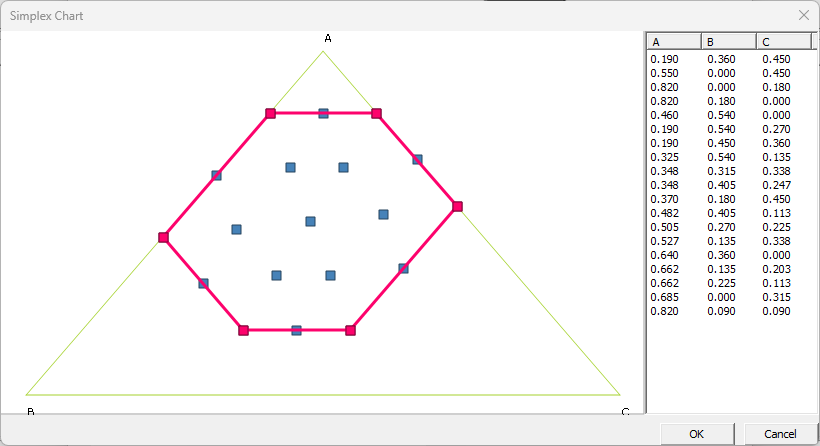 Simplex Chart
A
B
C
A B C
0.190 0.360 0.450
0.550 0.000 0.450
0.820 0.000 0.180
0.820 0.180 0.000
0.460 0.540 0.000
0.190 0.540 0.270
0.190 0.450 0.360
0.325 0.540 0.135
0.348 0.315 0.338
0.348 0.405 0.247
0.370 0.180 0.450
0.482 0.405 0.113
0.505 0.270 0.225
0.527 0.135 0.338
0.640 0.360 0.000
0.662 0.135 0.203
0.662 0.225 0.113
0.685 0.000 0.315
0.820 0.090 0.090
OK Cancel